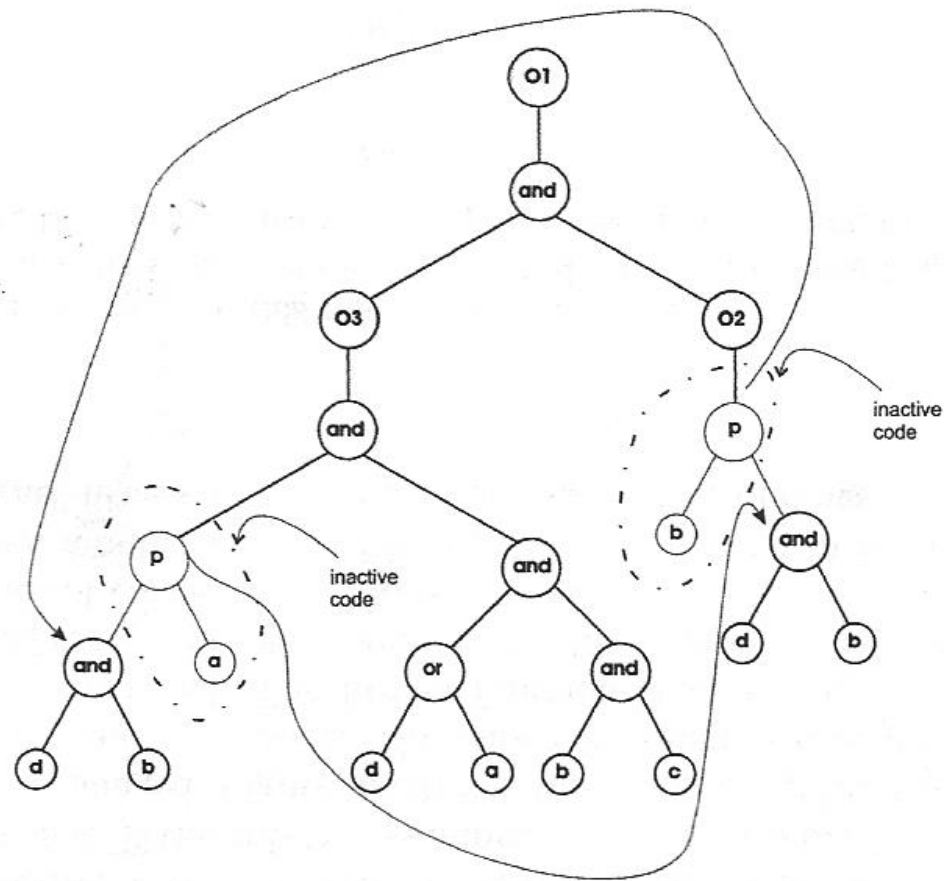 O1
and
O3
O2
and
p
inactive
code
p
inactive
code
and
b
and
and
a
or
and
d
b
d
b
d
a
b
c